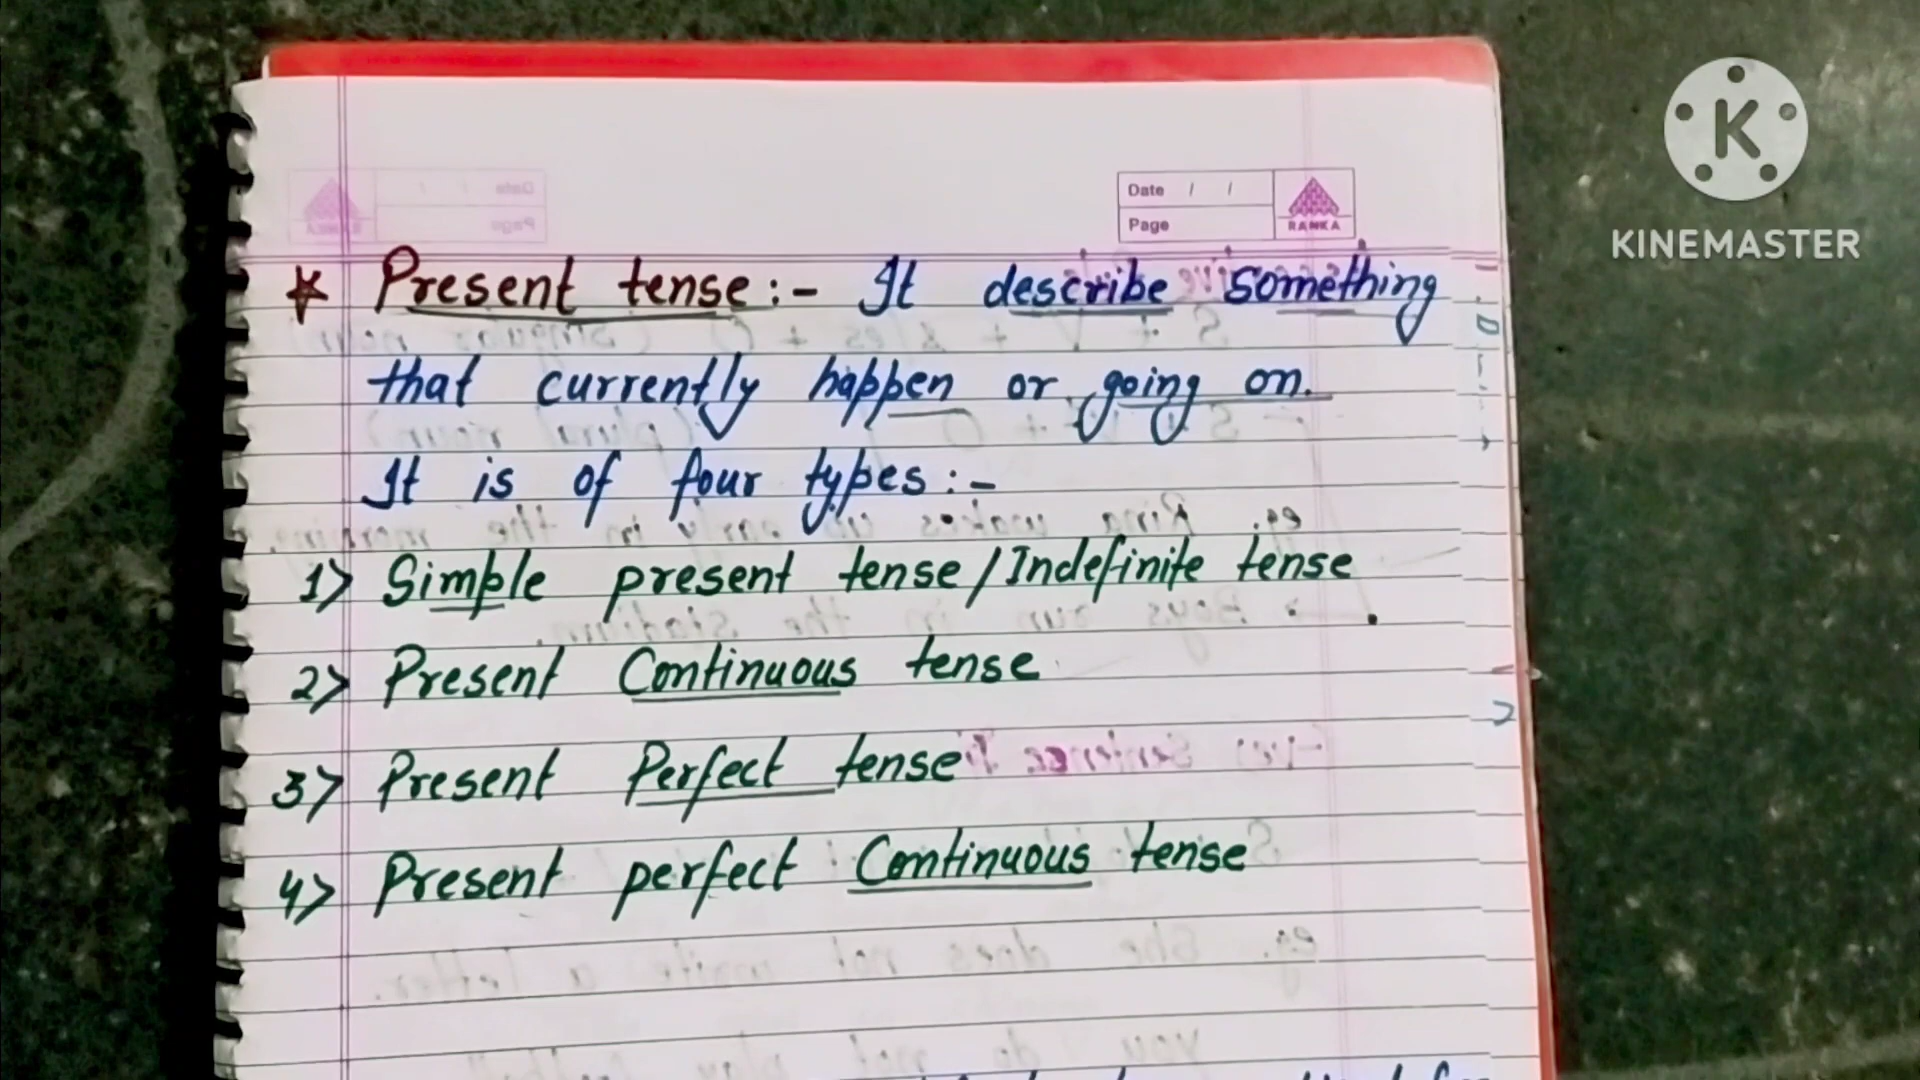 KINEMASTER
Date / /
Page
RANKA
* Present tense :- It describe something
that currently happen or going on.
It is of four types :-
1> Simple present tense / Indefinite tense
2> Present Continuous tense
3> Present Perfect tense
4> Present perfect Continuous tense